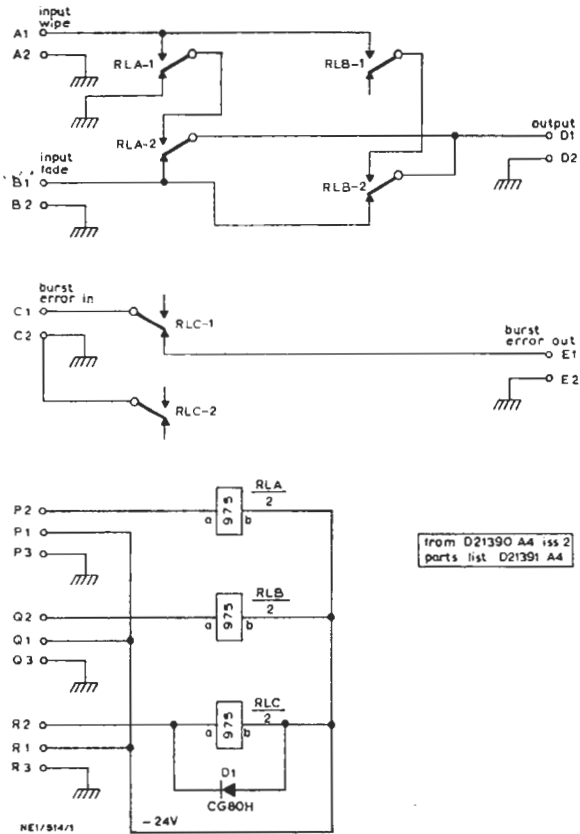 input
wipe
A1
A2
RLA-1
RLB-1
RLA-2
output
D1
D2
input
fade
B1
B2
RLB-2
burst
error in
C1
RLC-1
C2
burst
error out
E1
E2
RLC-2
RLA
2
P2
a 975 b
P1
P3
from D21390 A4 iss 2
parts list D21391 A4
RLB
2
Q2
a 975 b
Q1
Q3
RLC
2
R2
a 975 b
R1
R3
D1
CG80H
-24V
NE1/514/1